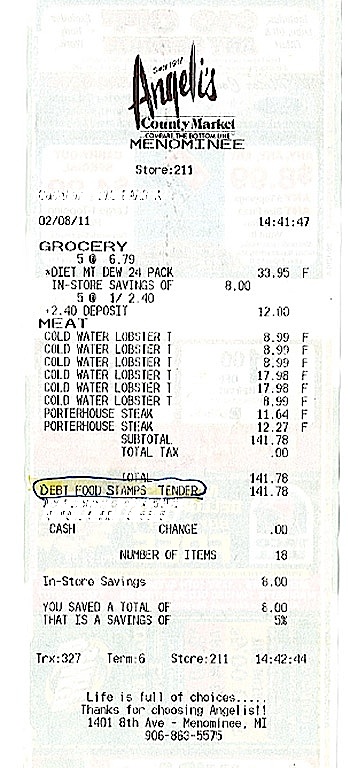 Since 1917
Angeli's
County Market
COMPARE THE BOTTOM LINE
MENOMINEE
Store:211
02/08/11 14:41:47
GROCERY
5 @ 6.79
*DIET MT DEW 24 PACK 33.95 F
IN-STORE SAVINGS OF 8.00
5 @ 1/ 2.40
+2.40 DEPOSIT 12.00
MEAT
COLD WATER LOBSTER T 8.99 F
COLD WATER LOBSTER T 8.99 F
COLD WATER LOBSTER T 8.99 F
COLD WATER LOBSTER T 17.98 F
COLD WATER LOBSTER T 17.98 F
COLD WATER LOBSTER T 8.99 F
PORTERHOUSE STEAK 11.64 F
PORTERHOUSE STEAK 12.27 F
SUBTOTAL 141.78
TOTAL TAX .00
TOTAL 141.78
DEBT FOOD STAMPS TENDER 141.78
CASH CHANGE .00
NUMBER OF ITEMS 18
In-Store Savings 8.00
YOU SAVED A TOTAL OF 8.00
THAT IS A SAVINGS OF 5%
Trx:327 Term:6 Store:211 14:42:44
Life is full of choices.....
Thanks for choosing Angelis!!
1401 8th Ave - Menominee, MI
906-863-5575